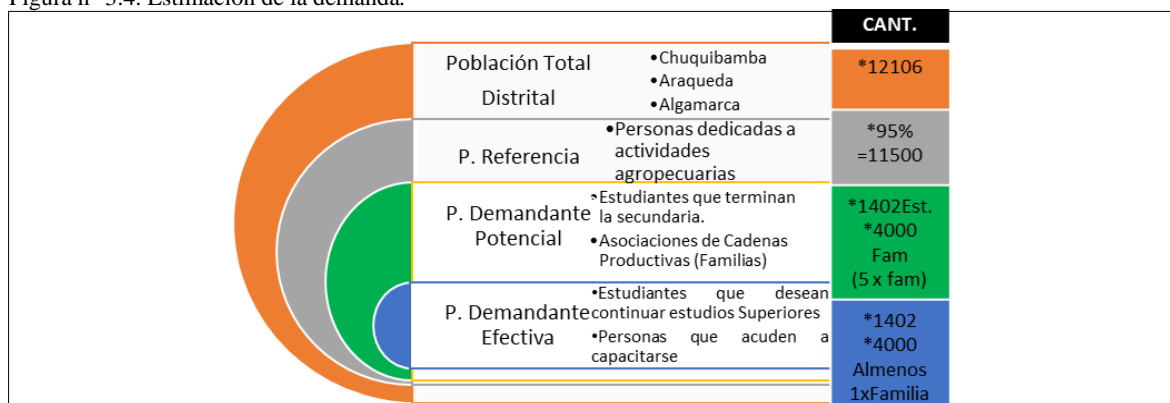 Figura nº 3.4. Estimación de la demanda.
CANT.
Población Total
Distrital
•Chuquibamba
•Araqueda
•Algamarca
*12106
P. Referencia
•Personas dedicadas a
actividades
agropecuarias
*95%
=11500
P. Demandante
Potencial
•Estudiantes que terminan
la secundaria.
•Asociaciones de Cadenas
Productivas (Familias)
*1402Est.
*4000
Fam
(5 x fam)
P. Demandante
Efectiva
•Estudiantes que desean
continuar estudios Superiores
•Personas que acuden a
capacitarse
*1402
*4000
Almenos
1xFamilia